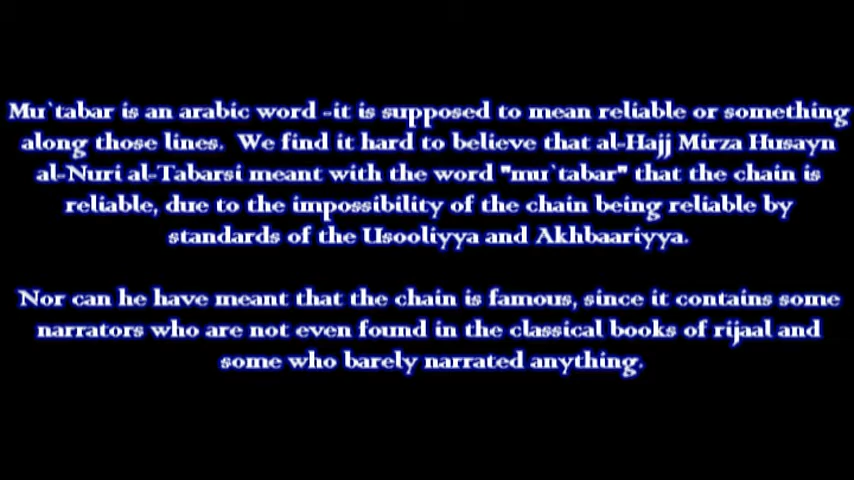 Mu`tabar is an arabic word -it is supposed to mean reliable or something
along those lines. We find it hard to believe that al-Hajj Mirza Husayn
al-Nuri al-Tabarsi meant with the word "mu`tabar" that the chain is
reliable, due to the impossibility of the chain being reliable by
standards of the Usooliyya and Akhbaariyya.
Nor can he have meant that the chain is famous, since it contains some
narrators who are not even found in the classical books of rijaal and
some who barely narrated anything.